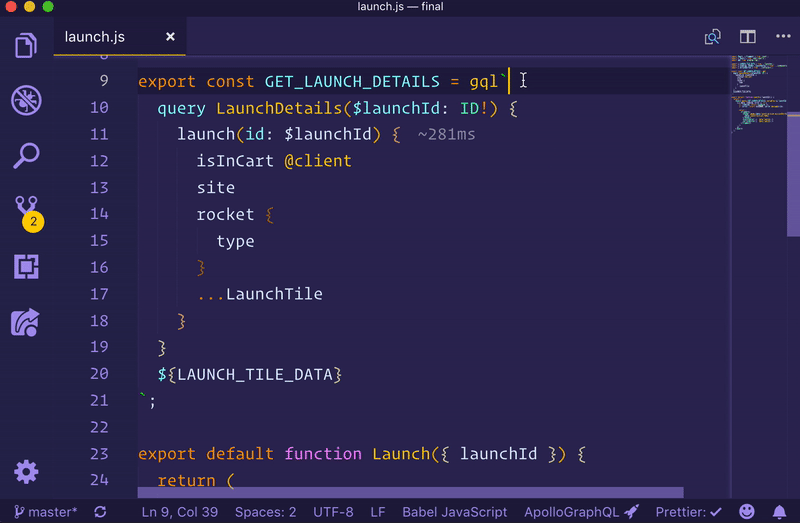 launch.js — final
launch.js ×
9 export const GET_LAUNCH_DETAILS = gql`
10 query LaunchDetails($launchId: ID!) {
11 launch(id: $launchId) { ~281ms
12 isInCart @client
13 site
14 rocket {
15 type
16 }
17 ...LaunchTile
18 }
19 }
20 ${LAUNCH_TILE_DATA}
21 `;
22
23 export default function Launch({ launchId }) {
24 return (
2
master* Ln 9, Col 39 Spaces: 2 UTF-8 LF Babel JavaScript ApolloGraphQL Prettier: ✓